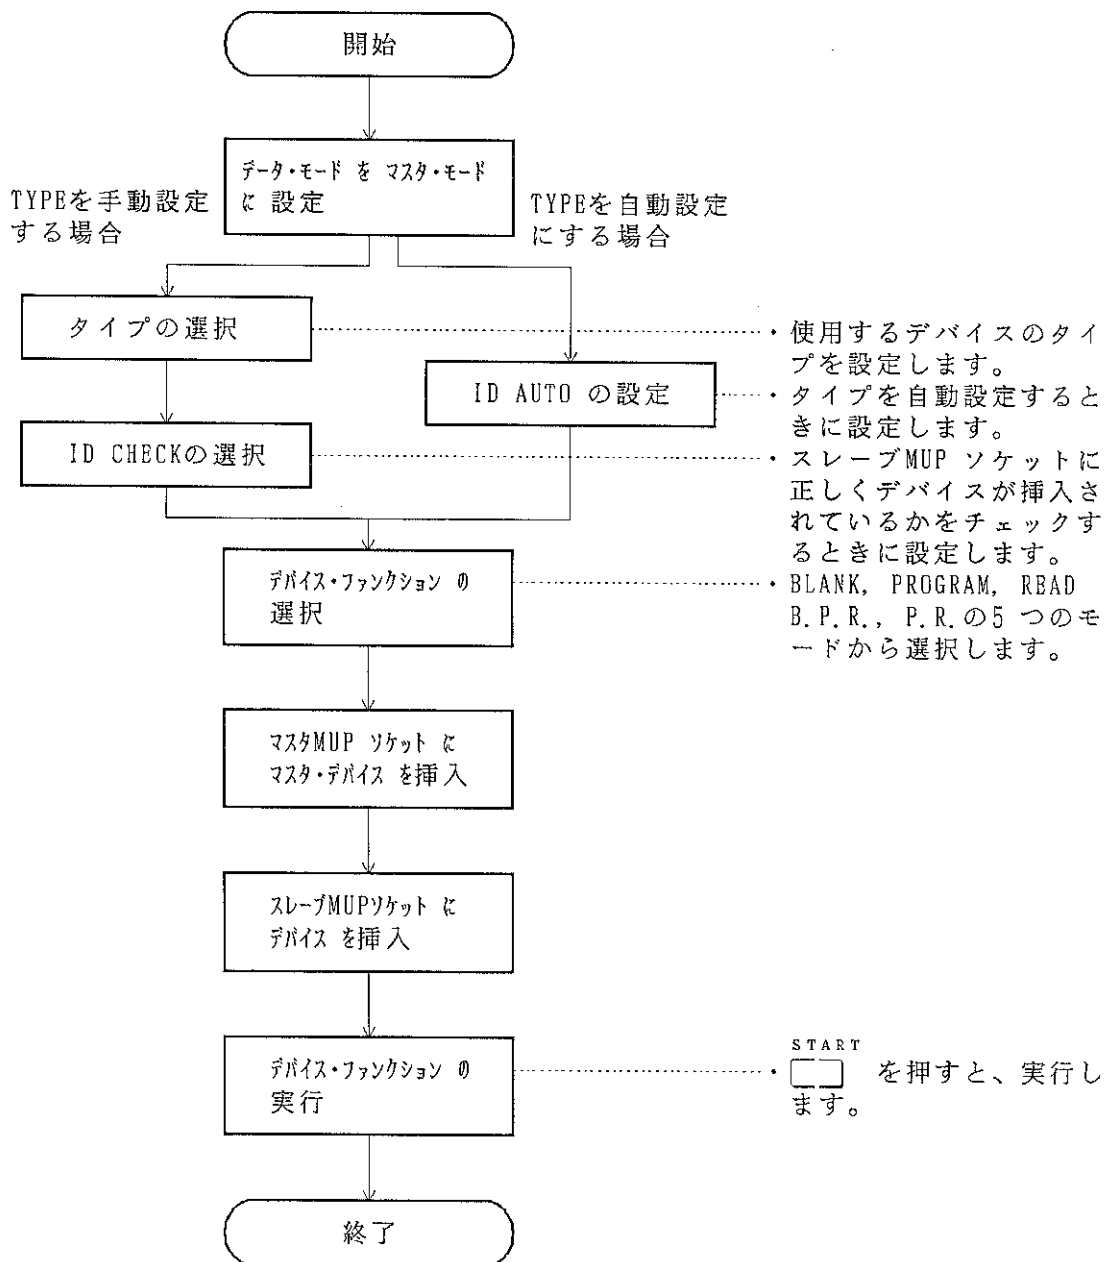 開始
データ・モード を マスタ・モード
に 設定
TYPEを手動設定
する場合
TYPEを自動設定
にする場合
タイプの選択
ID CHECKの選択
ID AUTO の設定
・使用するデバイスのタイ
プを設定します。
・タイプを自動設定すると
きに設定します。
・スレーブMUP ソケットに
正しくデバイスが挿入さ
れているかをチェックす
るときに設定します。
デバイス・ファンクション の
選択
・BLANK, PROGRAM, READ
B.P.R., P.R.の5 つのモ
ードから選択します。
マスタMUP ソケット に
マスタ・デバイス を挿入
スレーブMUPソケット に
デバイス を挿入
デバイス・ファンクション の
実行
START
・ を押すと、実行し
ます。
終了